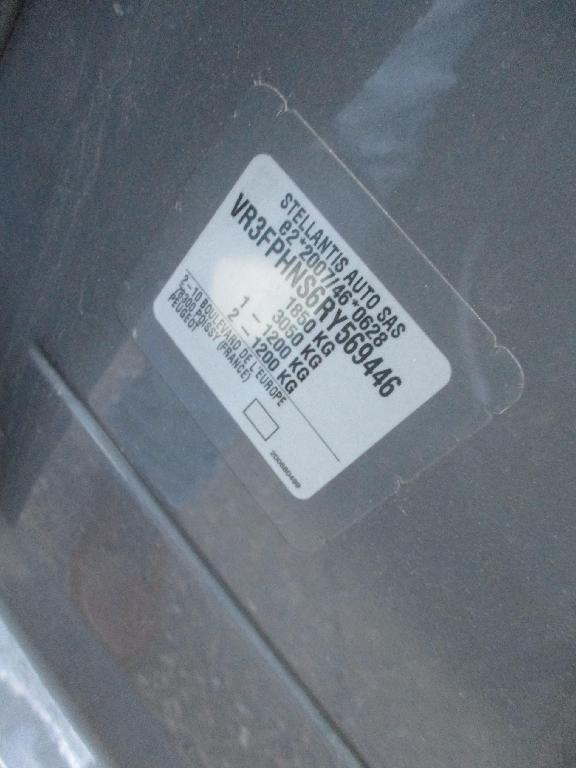 STELLANTIS AUTO SAS
e2*2007/46*0628
VR3FPHNS6RY569446
1850 KG
3050 KG
1 - 1200 KG
2 - 1200 KG
2-10 BOULEVARD DE L'EUROPE
78300 POISSY (FRANCE)
PEUGEOT